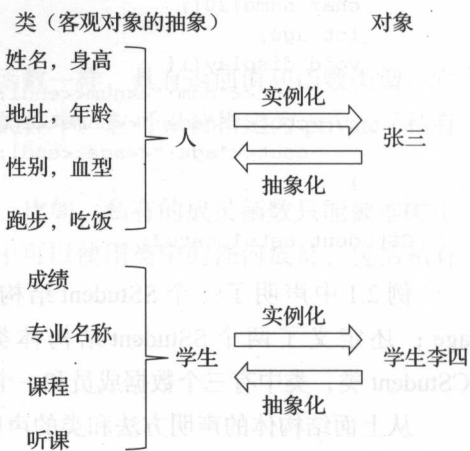 类（客观对象的抽象） 对象
姓名，身高
地址，年龄
性别，血型
跑步，吃饭
人
实例化
抽象化
张三
成绩
专业名称
课程
听课
学生
实例化
抽象化
学生李四